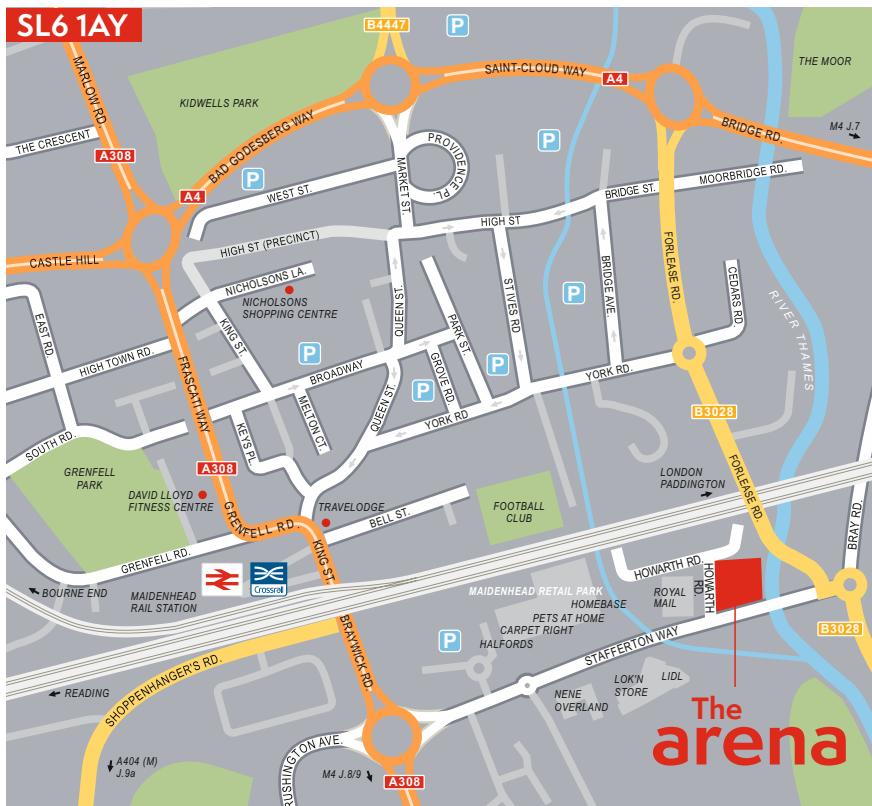 SL6 1AY
B4447
P
MARLOW RD.
SAINT-CLOUD WAY
THE MOOR
A4
KIDWELLS PARK
BAD GODESBERG WAY
BRIDGE RD.
M4 J.7
THE CRESCENT
A308
PROVIDENCE PL.
P
MARKET ST.
A4
P
WEST ST.
BRIDGE ST.
MOORBRIDGE RD.
HIGH ST
HIGH ST (PRECINCT)
CASTLE HILL
FORLEASE RD.
NICHOLSONS LA.
NICHOLSONS
SHOPPING CENTRE
QUEEN ST.
ST IVES RD
BRIDGE AVE.
P
CEDARS RD.
RIVER THAMES
EAST RD.
KING ST.
PARK ST.
HIGH TOWN RD.
FRASCATI WAY
P
BROADWAY
GROVE RD.
P
P
YORK RD.
QUEEN ST.
MELTON CT.
KEYS PL.
YORK RD
B3028
SOUTH RD.
GRENFELL
PARK
A308
FORLEASE RD.
LONDON
PADDINGTON
DAVID LLOYD
FITNESS CENTRE
GRENFELL RD.
TRAVELODGE
BELL ST.
FOOTBALL
CLUB
BRAY RD.
GRENFELL RD.
KING ST.
HOWARTH RD.
HOWARTH
RD.
BOURNE END
MAIDENHEAD
RAIL STATION
Crossrail
MAIDENHEAD RETAIL PARK
HOMEBASE
PETS AT HOME
CARPET RIGHT
HALFORDS
ROYAL
MAIL
B3028
BRAYWICK RD.
P
STAFFERTON WAY
SHOPPENHANGER'S RD.
READING
NENE
OVERLAND
LOK'N
STORE
LIDL
The
arena
RUSHINGTON AVE.
A404 (M)
J.9a
M4 J.8/9
A308